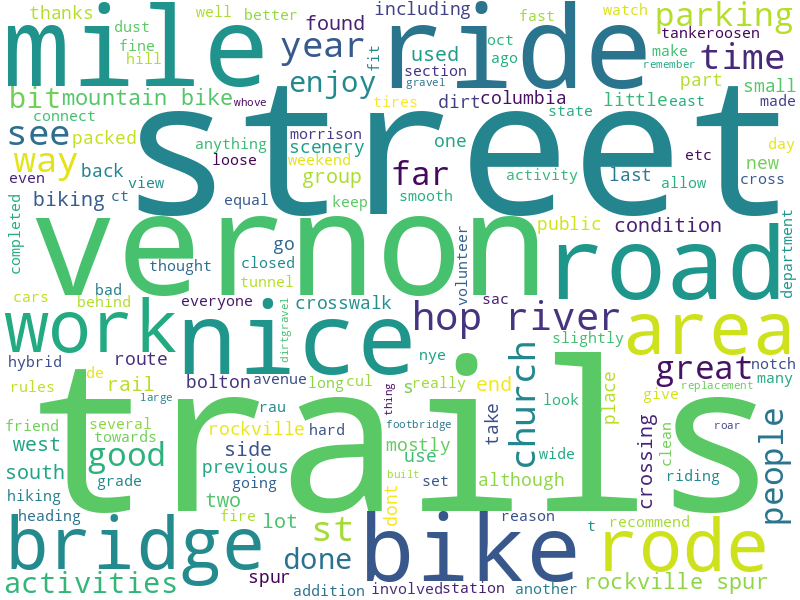 thanks well better including fast watch parking
mile ride
dust found tankeroosen
fine year used oct make time
hill section ago remember
enjoy fit gravel part
bit mountain bike whove tires dirt columbia little east small made
connect state
see packed anything morrison scenery one street day
way loose weekend far etc
even back group activity last allow new cross
biking ct view equal keep smooth
completed vernon public condition
go road department
thought closed volunteer
bad tunnel
cars behind everyone crosswalk sac
work nice dirtgravel hop river area
hybrid route nye slightly great notch
rules de rail bolton avenue long cul s really end church look place give replacement many
large thing
friend several rau footbridge roar
towards rockville hard trails take
west good side mostly wide crossing clean people
south previous use
hiking grade going built set although riding
two dont
heading fire lot st reason t recommend
bridge done bike rode
activities spur rockville spur
addition involved station another